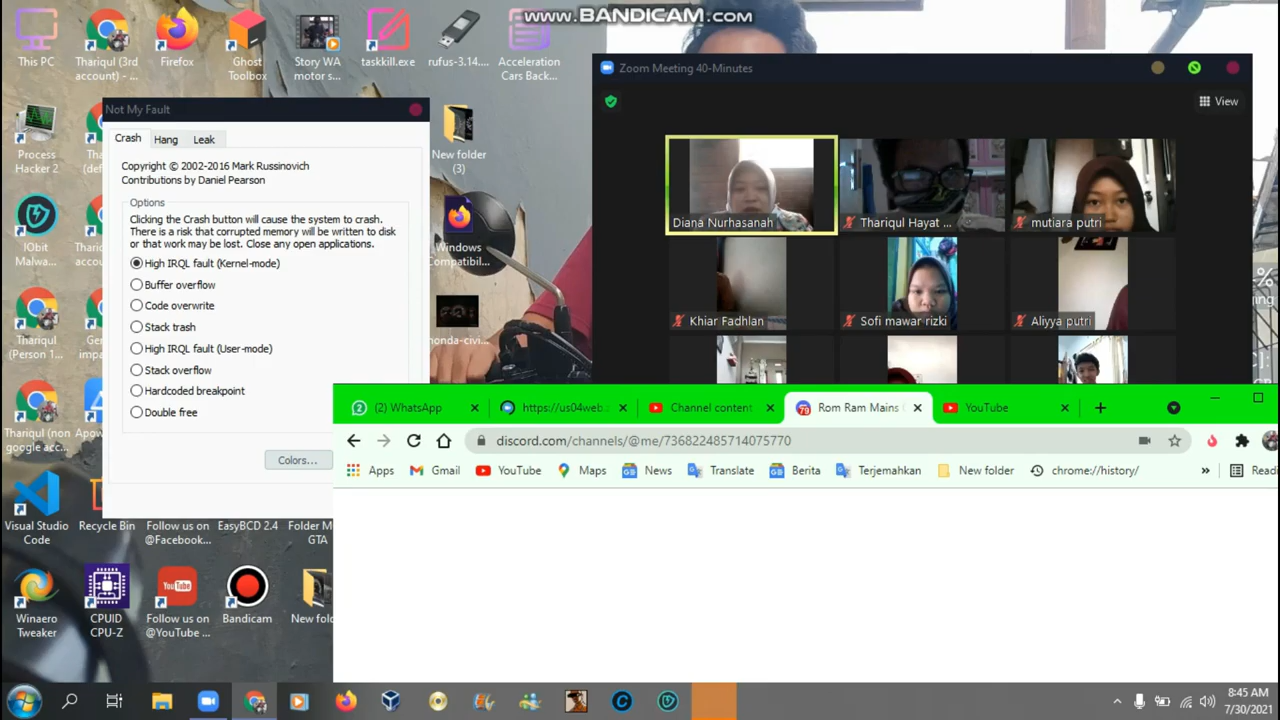 www.BANDICAM.com
This PC
Thariqul (3rd
account) – ...
Firefox
Ghost
Toolbox
Story WA
motor s...
taskkill.exe
rufus-3.14....
Acceleration
Cars Back...
Process
Hacker 2
New folder
(3)
IObit
Malwa...
Windows
Compatibil...
Thariqul
(Person 1...
Thariqul (non
google acc...
Visual Studio
Code
Recycle Bin
Follow us on
@Facebook...
EasyBCD 2.4
GTA
Winaero
Tweaker
CPUID
CPU-Z
Follow us on
@YouTube ...
Bandicam
Not My Fault
Crash
Hang
Leak
Copyright © 2002-2016 Mark Russinovich
Contributions by Daniel Pearson
Options
Clicking the Crash button will cause the system to crash.
There is a risk that corrupted memory will be written to disk
or that work may be lost. Close any open applications.
High IRQL fault (Kernel-mode)
Buffer overflow
Code overwrite
Stack trash
High IRQL fault (User-mode)
Stack overflow
Hardcoded breakpoint
Double free
Colors...
Zoom Meeting 40-Minutes
View
Diana Nurhasanah
Thariqul Hayat ...
mutiara putri
Khiar Fadhlan
Sofi mawar rizki
Aliyya putri
(2) WhatsApp
https://us04web.
Channel content
79
Rom Ram Mains
YouTube
discord.com/channels/@me/736822485714075770
Apps
Gmail
YouTube
Maps
News
Translate
Berita
Terjemahkan
New folder
chrome://history/
»
8:45 AM
7/30/2021